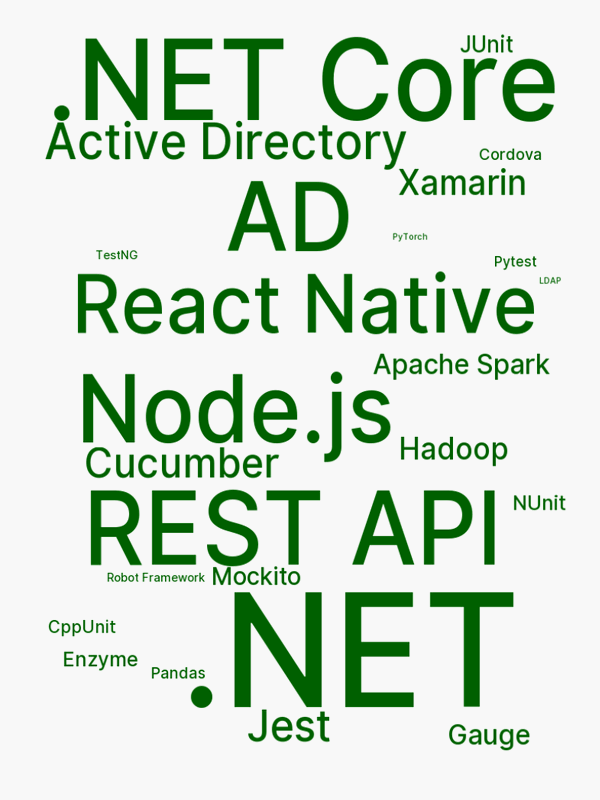 JUnit
.NET Core
Active Directory
Cordova
Xamarin
AD
PyTorch
TestNG
Pytest
LDAP
React Native
Apache Spark
Node.js
Hadoop
Cucumber
REST API
NUnit
Robot Framework
Mockito
.NET
CppUnit
Enzyme
Pandas
Jest
Gauge